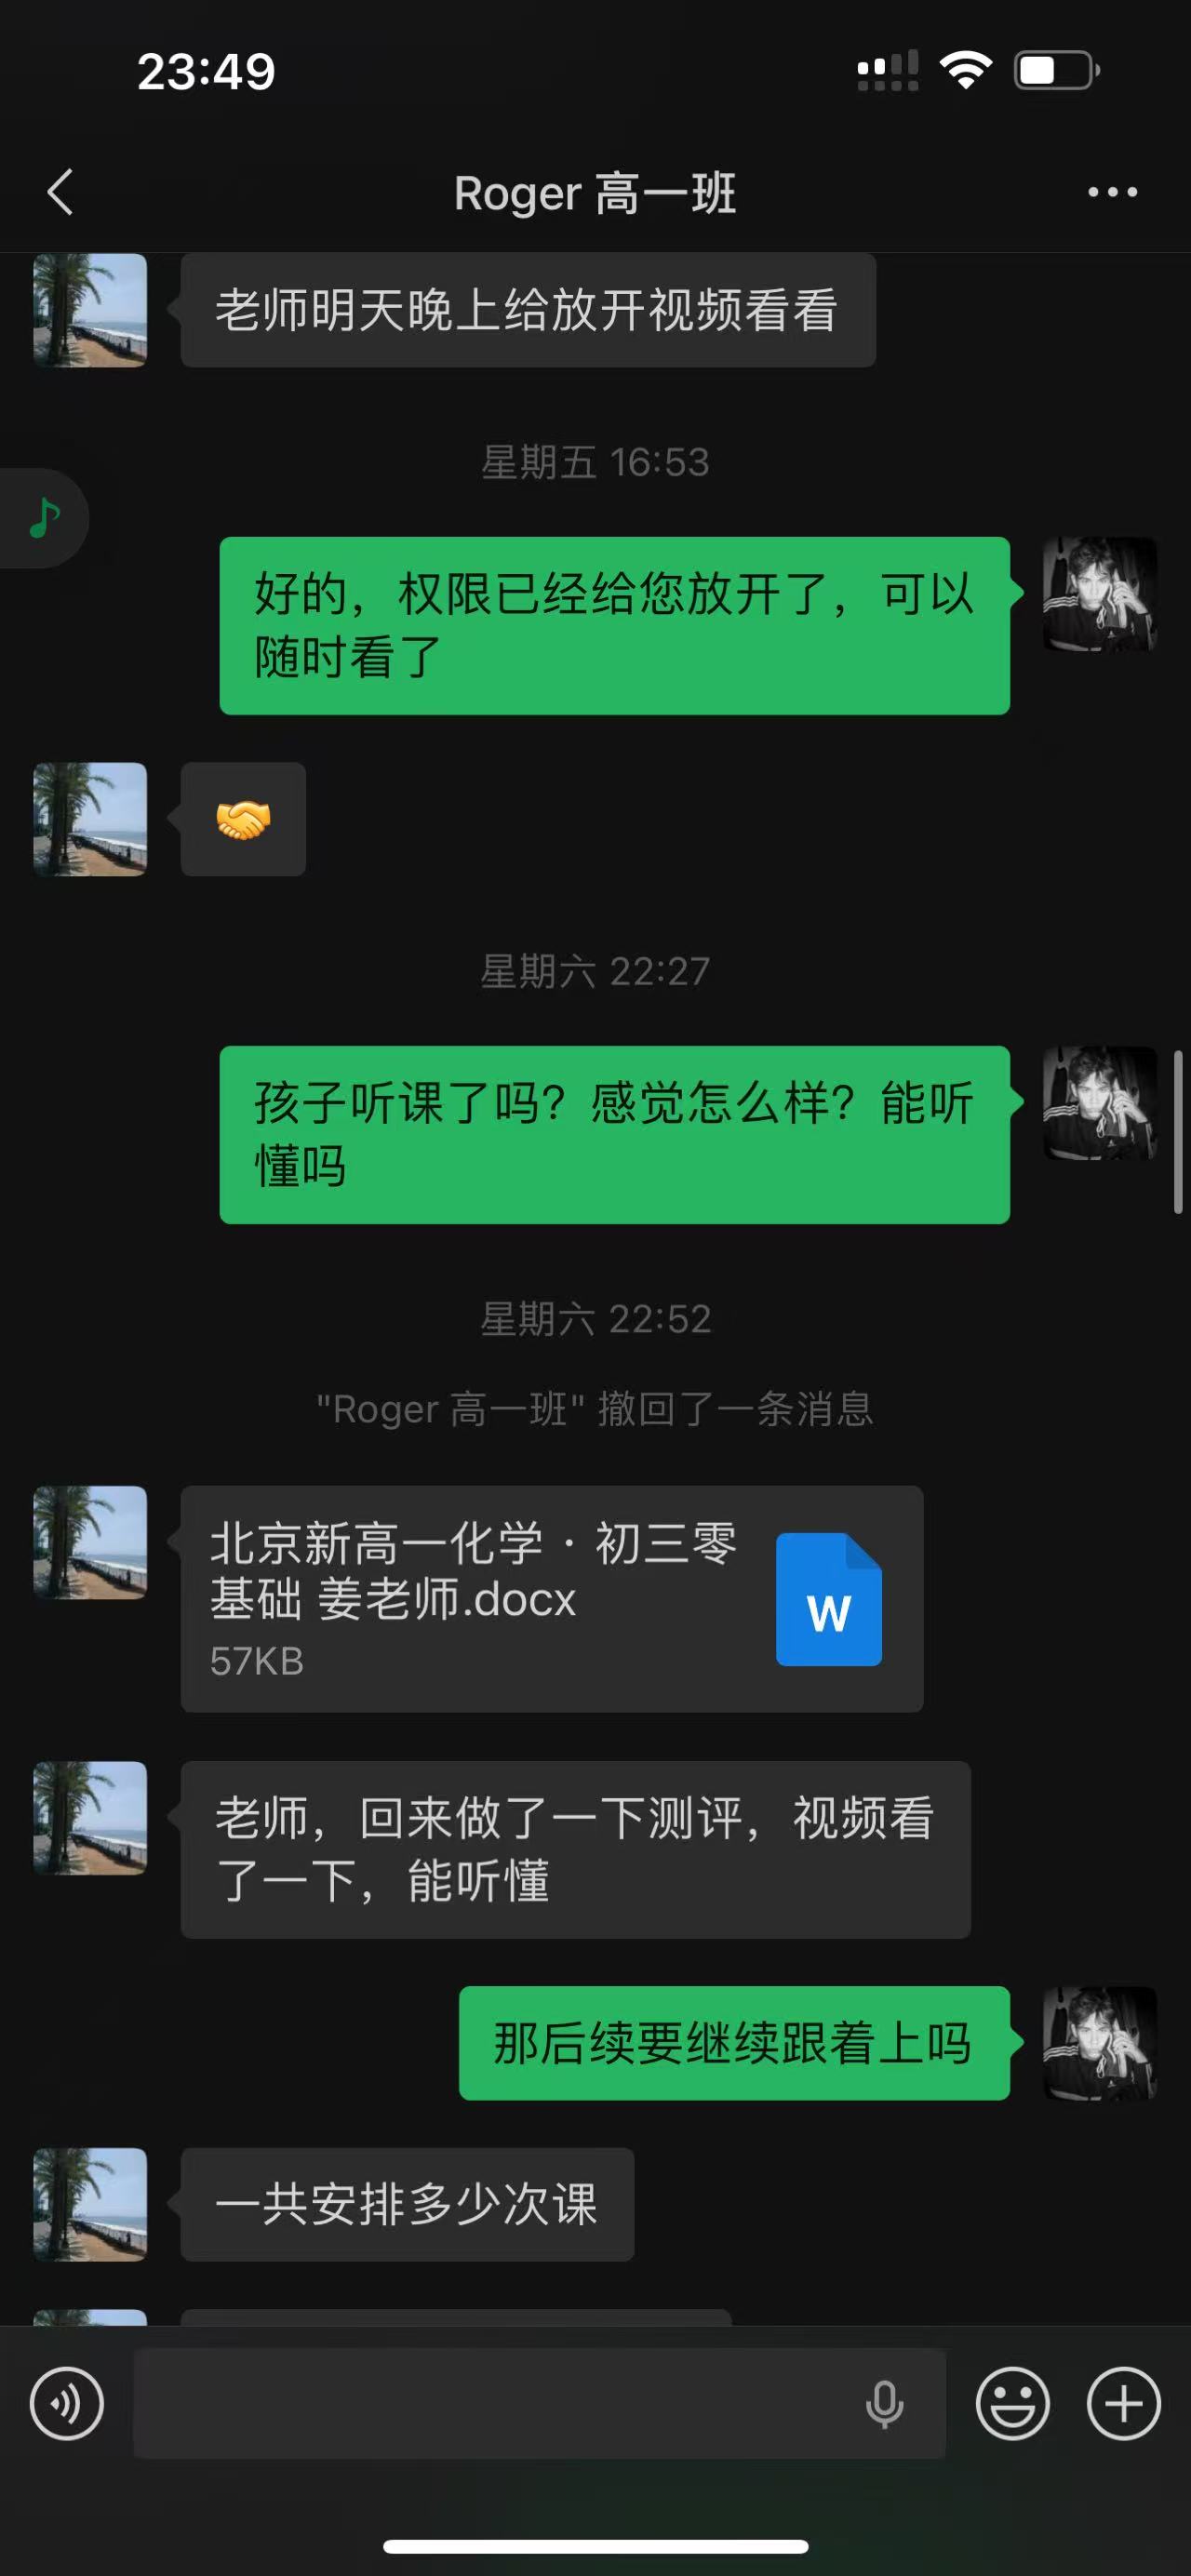 23:49
Roger 高一班
老师明天晚上给放开视频看看
星期五 16:53
好的，权限已经给您放开了，可以
随时看了
星期六 22:27
孩子听课了吗？感觉怎么样？能听
懂吗
星期六 22:52
"Roger 高一班" 撤回了一条消息
北京新高一化学 · 初三零
基础 姜老师.docx
57KB
W
老师，回来做了一下测评，视频看
了一下，能听懂
那后续要继续跟着上吗
一共安排多少次课